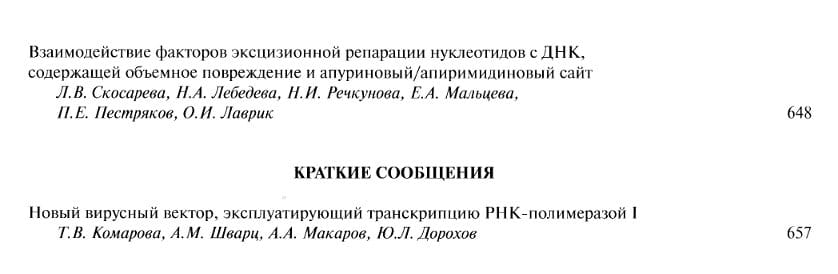 Взаимодействие факторов эксцизионной репарации нуклеотидов с ДНК,
содержащей объемное повреждение и апуриновый/апиримидиновый сайт
Л.В. Скосарева, Н.А. Лебедева, Н.И. Речкунова, Е.А. Мальцева,
П.Е. Пестряков, О.И. Лаврик 648
КРАТКИЕ СООБЩЕНИЯ
Новый вирусный вектор, эксплуатирующий транскрипцию РНК-полимеразой I
Т.В. Комарова, А.М. Шварц, А.А. Макаров, Ю.Л. Дорохов 657